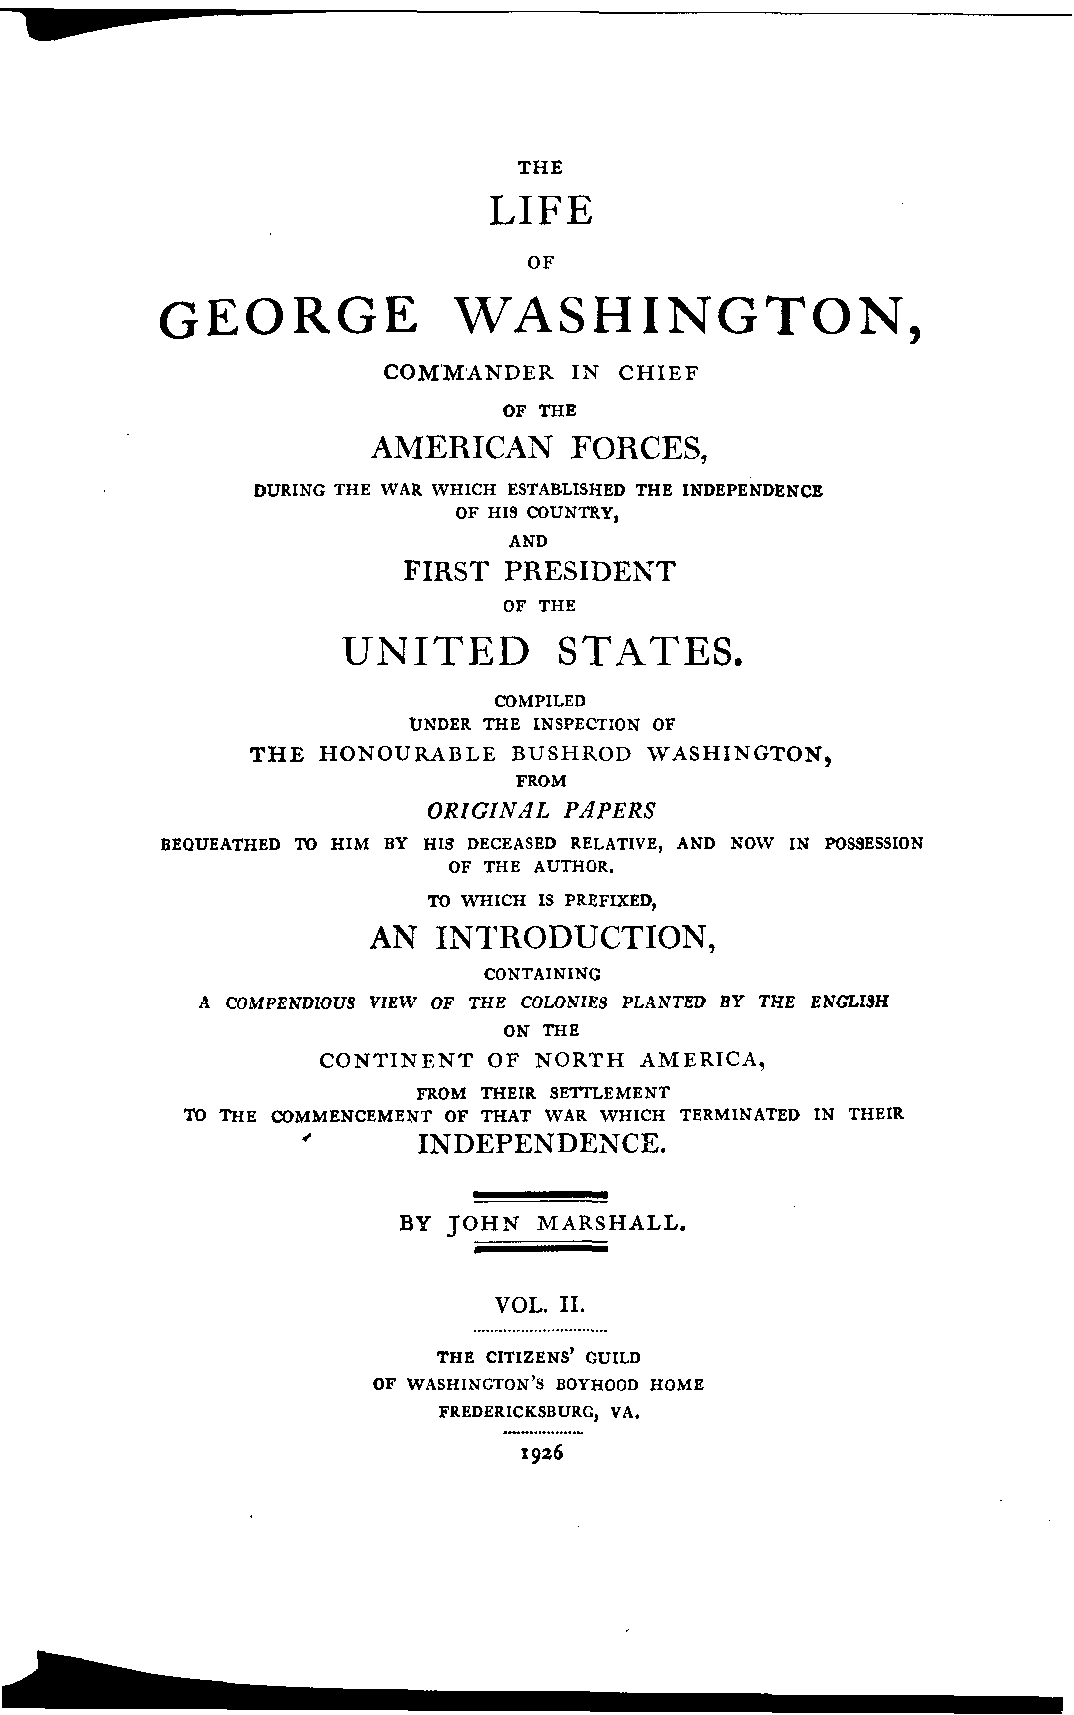 THE
LIFE
OF
GEORGE WASHINGTON,
COMMANDER IN CHIEF
OF THE
AMERICAN FORCES,
DURING THE WAR WHICH ESTABLISHED THE INDEPENDENCE
OF HIS COUNTRY,
AND
FIRST PRESIDENT
OF THE
UNITED STATES.
COMPILED
UNDER THE INSPECTION OF
THE HONOURABLE BUSHROD WASHINGTON,
FROM
ORIGINAL PAPERS
BEQUEATHED TO HIM BY HIS DECEASED RELATIVE, AND NOW IN POSSESSION
OF THE AUTHOR.
TO WHICH IS PREFIXED,
AN INTRODUCTION,
CONTAINING
A COMPENDIOUS VIEW OF THE COLONIES PLANTED BY THE ENGLISH
ON THE
CONTINENT OF NORTH AMERICA,
FROM THEIR SETTLEMENT
TO THE COMMENCEMENT OF THAT WAR WHICH TERMINATED IN THEIR
INDEPENDENCE.
BY JOHN MARSHALL.
VOL. II.
THE CITIZENS' GUILD
OF WASHINGTON'S BOYHOOD HOME
FREDERICKSBURG, VA.
1926